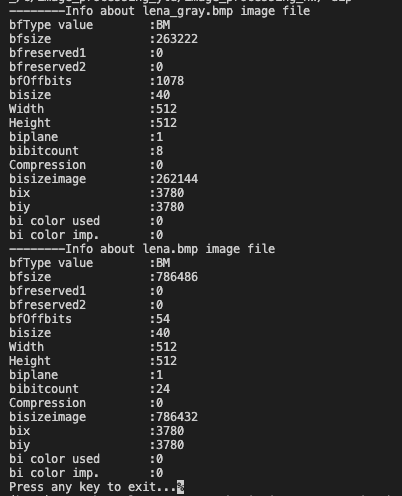 --------Info about lena_gray.bmp image file
bfType value :BM
bfsize :263222
bfreserved1 :0
bfreserved2 :0
bfOffbits :1078
bisize :40
Width :512
Height :512
biplane :1
bibitcount :8
Compression :0
bisizeimage :262144
bix :3780
biy :3780
bi color used :0
bi color imp. :0
--------Info about lena.bmp image file
bfType value :BM
bfsize :786486
bfreserved1 :0
bfreserved2 :0
bfOffbits :54
bisize :40
Width :512
Height :512
biplane :1
bibitcount :24
Compression :0
bisizeimage :786432
bix :3780
biy :3780
bi color used :0
bi color imp. :0
Press any key to exit...%